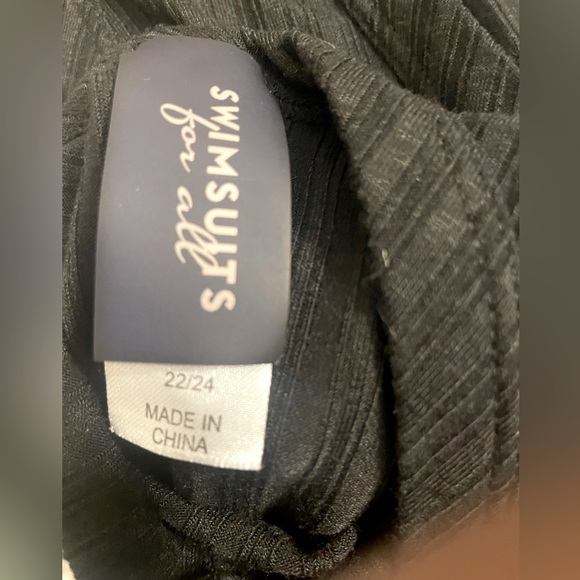 SWIMSUITS
for all
22/24
MADE IN
CHINA